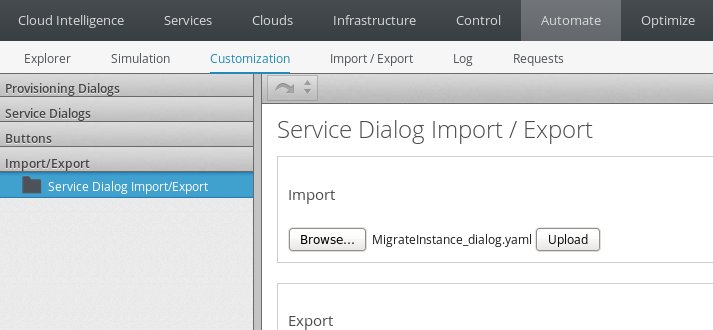 Cloud Intelligence Services Clouds Infrastructure Control Automate Optimize
Explorer Simulation Customization Import / Export Log Requests
Provisioning Dialogs
Service Dialogs
Buttons
Import/Export
Service Dialog Import/Export
Service Dialog Import / Export
Import
Browse... MigrateInstance_dialog.yaml Upload
Export